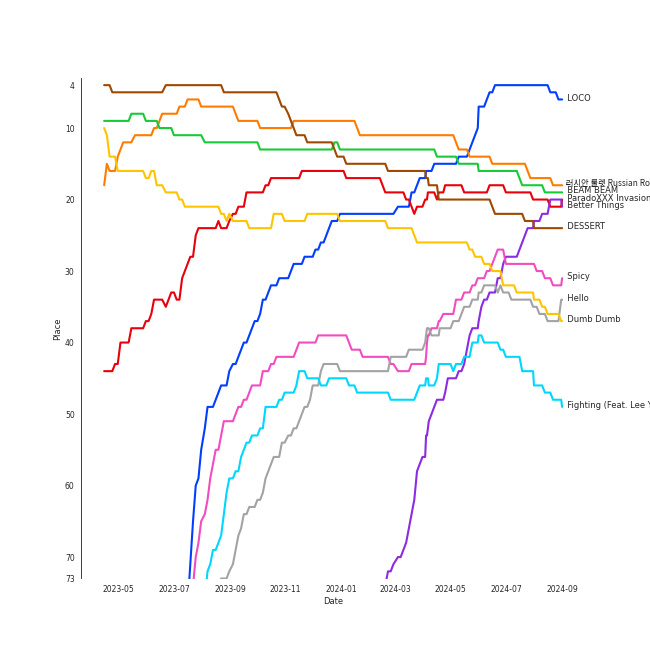 4
10
20
30
40
50
60
70
73
Place
2023-05
2023-07
2023-09
2023-11
2024-01
2024-03
2024-05
2024-07
2024-09
Date
LOCO
러시안 룰렛 Russian Ro
BEAM BEAM
ParadoXXX Invasion
Better Things
DESSERT
Spicy
Hello
Dumb Dumb
Fighting (Feat. Lee Y